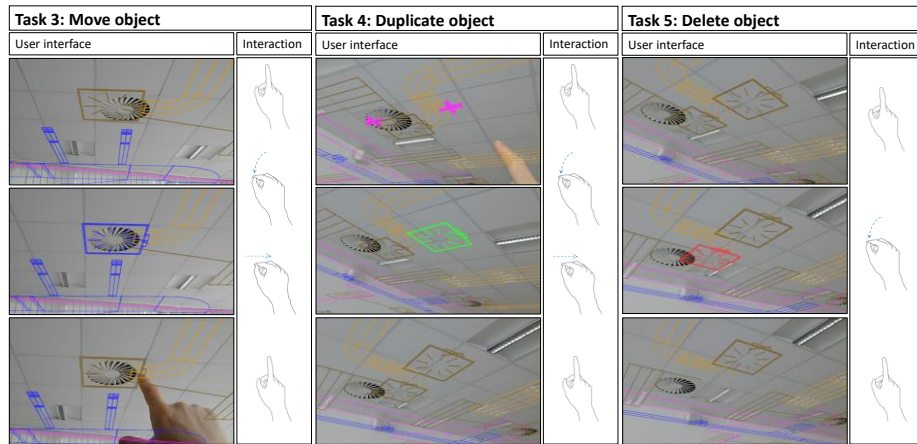 Task 3: Move object
Task 4: Duplicate object
Task 5: Delete object
User interface
Interaction
User interface
Interaction
User interface
Interaction